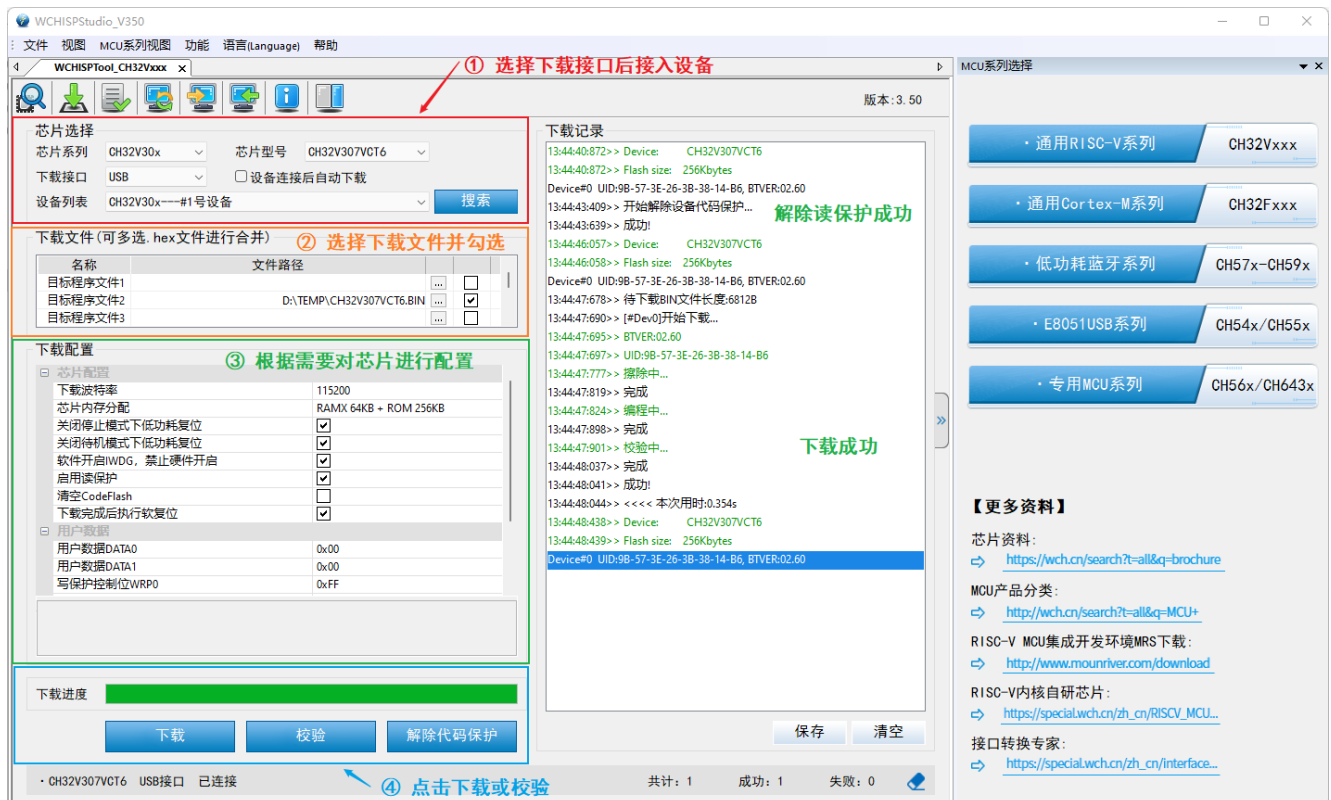 WCHISPStudio_V350
文件 视图 MCU系列视图 功能 语言(Language) 帮助
WCHISPTool_CH32Vxxx x
① 选择下载接口后接入设备
版本:3.50
芯片选择
芯片系列 CH32V30x 芯片型号 CH32V307VCT6
下载接口 USB 设备连接后自动下载
设备列表 CH32V30x---#1号设备 搜索
下载文件(可多选.hex文件进行合并)
② 选择下载文件并勾选
名称 文件路径
目标程序文件1 ...
目标程序文件2 D:\TEMP\CH32V307VCT6.BIN ...
目标程序文件3 ...
下载配置
③ 根据需要对芯片进行配置
芯片配置
下载波特率 115200
芯片内存分配 RAMX 64KB + ROM 256KB
关闭停止模式下低功耗复位
关闭待机模式下低功耗复位
软件开启IWDG，禁止硬件开启
启用读保护
清空CodeFlash
下载完成后执行软复位
用户数据
用户数据DATA0 0x00
用户数据DATA1 0x00
写保护控制位WRP0 0xFF
下载进度
下载 校验 解除代码保护
④ 点击下载或校验
下载记录
13:44:40:872>> Device: CH32V307VCT6
13:44:40:872>> Flash size: 256Kbytes
Device#0 UID:9B-57-3E-26-3B-38-14-B6, BTVER:02.60
13:44:43:409>> 开始解除设备代码保护...
解除读保护成功
13:44:43:639>> 成功!
13:44:46:057>> Device: CH32V307VCT6
13:44:46:058>> Flash size: 256Kbytes
Device#0 UID:9B-57-3E-26-3B-38-14-B6, BTVER:02.60
13:44:47:678>> 待下载BIN文件长度:6812B
13:44:47:690>> [#Dev0]开始下载...
13:44:47:695>> BTVER:02.60
13:44:47:697>> UID:9B-57-3E-26-3B-38-14-B6
13:44:47:777>> 擦除中...
13:44:47:819>> 完成
13:44:47:824>> 编程中...
13:44:47:898>> 完成
13:44:47:901>> 校验中...
下载成功
13:44:48:037>> 完成
13:44:48:041>> 成功!
13:44:48:044>> <<<< 本次用时:0.354s
13:44:48:438>> Device: CH32V307VCT6
13:44:48:439>> Flash size: 256Kbytes
Device#0 UID:9B-57-3E-26-3B-38-14-B6, BTVER:02.60
保存 清空
·CH32V307VCT6 USB接口 已连接 共计: 1 成功: 1 失败: 0
MCU系列选择
·通用RISC-V系列 CH32Vxxx
·通用Cortex-M系列 CH32Fxxx
·低功耗蓝牙系列 CH57x-CH59x
·E8051USB系列 CH54x/CH55x
·专用MCU系列 CH56x/CH643x
【更多资料】
芯片资料:
https://wch.cn/search?t=all&q=brochure
MCU产品分类:
http://wch.cn/search?t=all&q=MCU+
RISC-V MCU集成开发环境MRS下载:
http://www.mounriver.com/download
RISC-V内核自研芯片:
https://special.wch.cn/zh_cn/RISCV_MCU...
接口转换专家:
https://special.wch.cn/zh_cn/interface...